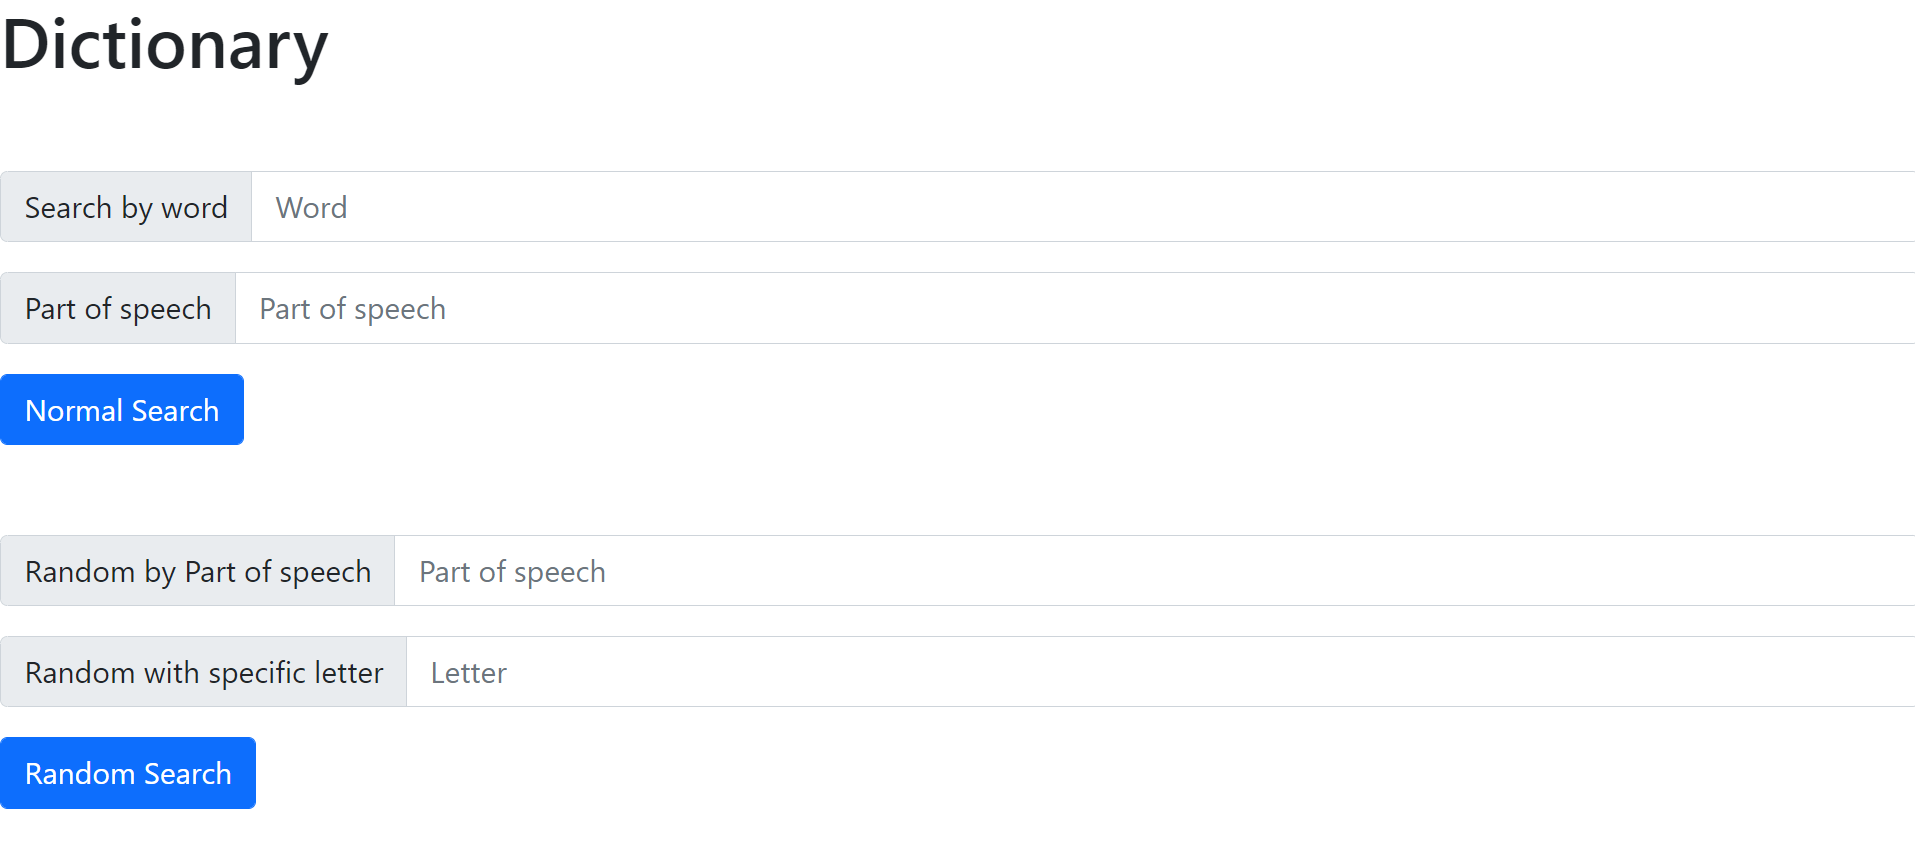 Dictionary
Search by word Word
Part of speech Part of speech
Normal Search
Random by Part of speech Part of speech
Random with specific letter Letter
Random Search